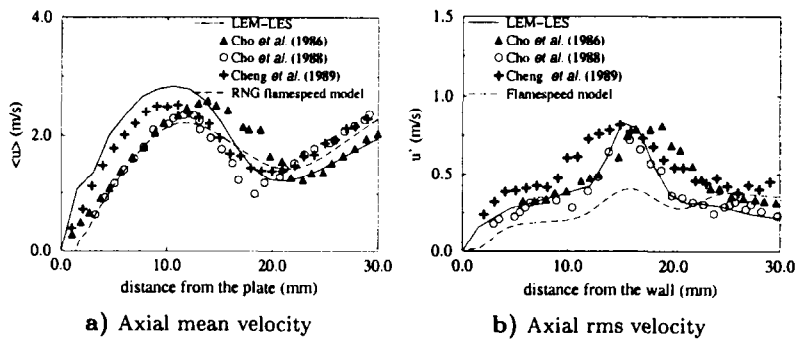 4.0
2.0
0.0
<u> (m/s)
LEM-LES
Cho et al. (1986)
Cho et al. (1988)
Cheng et al. (1989)
RNG flamespeed model
0.0 10.0 20.0 30.0
distance from the plate (mm)
a) Axial mean velocity
1.5
1.0
0.5
0.0
u' (m/s)
LEM-LES
Cho et al. (1986)
Cho et al. (1988)
Cheng et al. (1989)
Flamespeed model
0.0 10.0 20.0 30.0
distance from the wall (mm)
b) Axial rms velocity